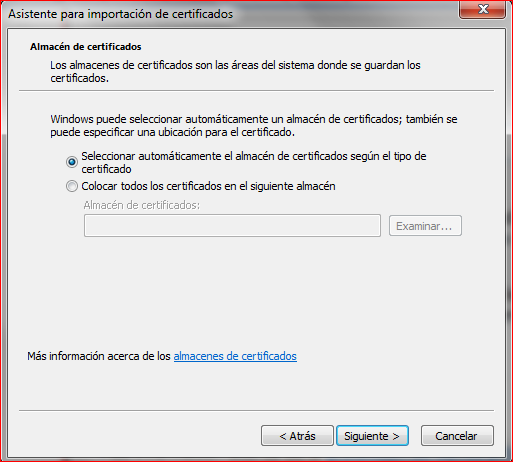 Asistente para importación de certificados
Almacén de certificados
Los almacenes de certificados son las áreas del sistema donde se guardan los
certificados.
Windows puede seleccionar automáticamente un almacén de certificados; también se
puede especificar una ubicación para el certificado.
Seleccionar automáticamente el almacén de certificados según el tipo de
certificado
Colocar todos los certificados en el siguiente almacén
Almacén de certificados:
Examinar...
Más información acerca de los almacenes de certificados
< Atrás Siguiente > Cancelar